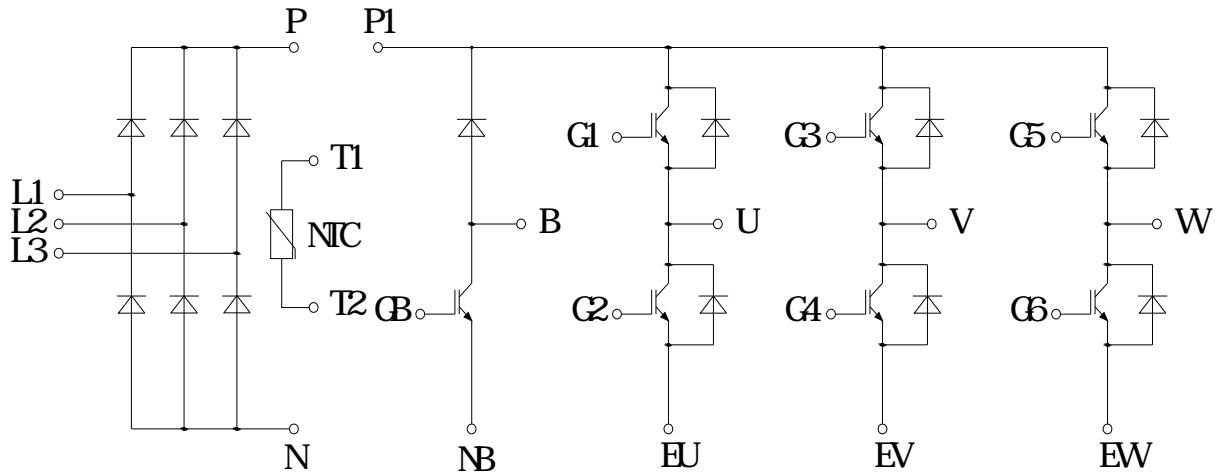 P P1
G1 G3 G5
T1
L1
L2 NTC B U V W
L3
T2 GB G2 G4 G6
N NB EU EV EW